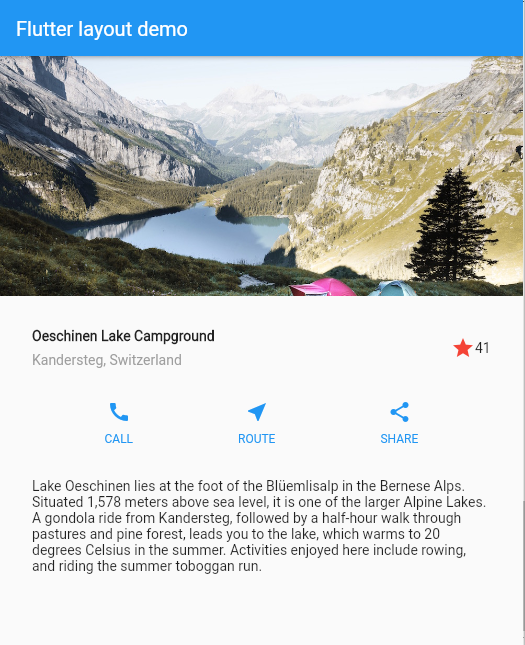 Flutter layout demo
Oeschinen Lake Campground
Kandersteg, Switzerland
41
CALL
ROUTE
SHARE
Lake Oeschinen lies at the foot of the Blüemlisalp in the Bernese Alps.
Situated 1,578 meters above sea level, it is one of the larger Alpine Lakes.
A gondola ride from Kandersteg, followed by a half-hour walk through
pastures and pine forest, leads you to the lake, which warms to 20
degrees Celsius in the summer. Activities enjoyed here include rowing,
and riding the summer toboggan run.